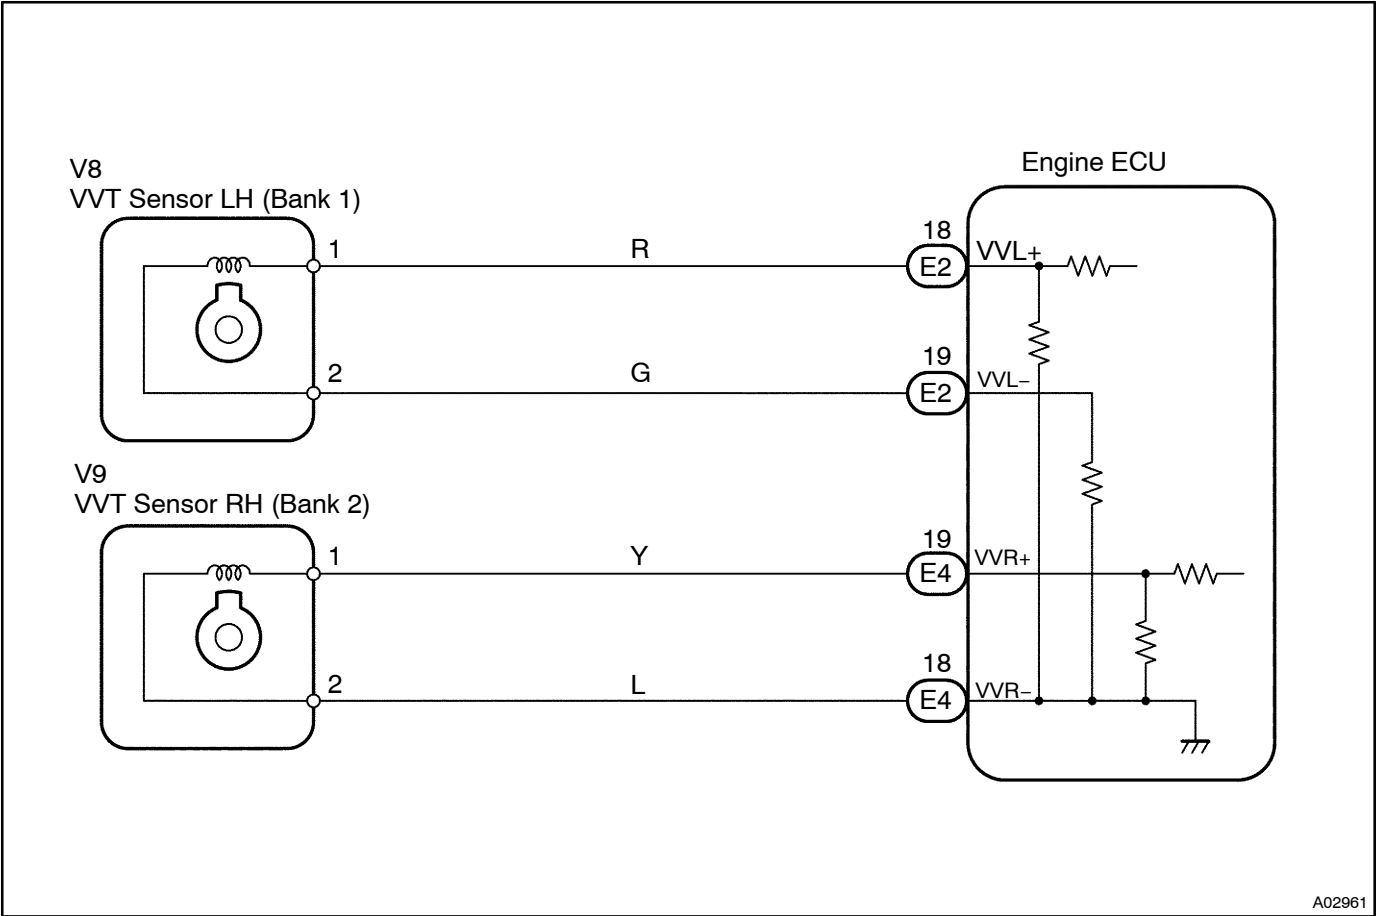 V8
VVT Sensor LH (Bank 1)
Engine ECU
1
R
18
E2
VVL+
2
G
19
E2
VVL−
V9
VVT Sensor RH (Bank 2)
1
Y
19
E4
VVR+
2
L
18
E4
VVR−
A02961